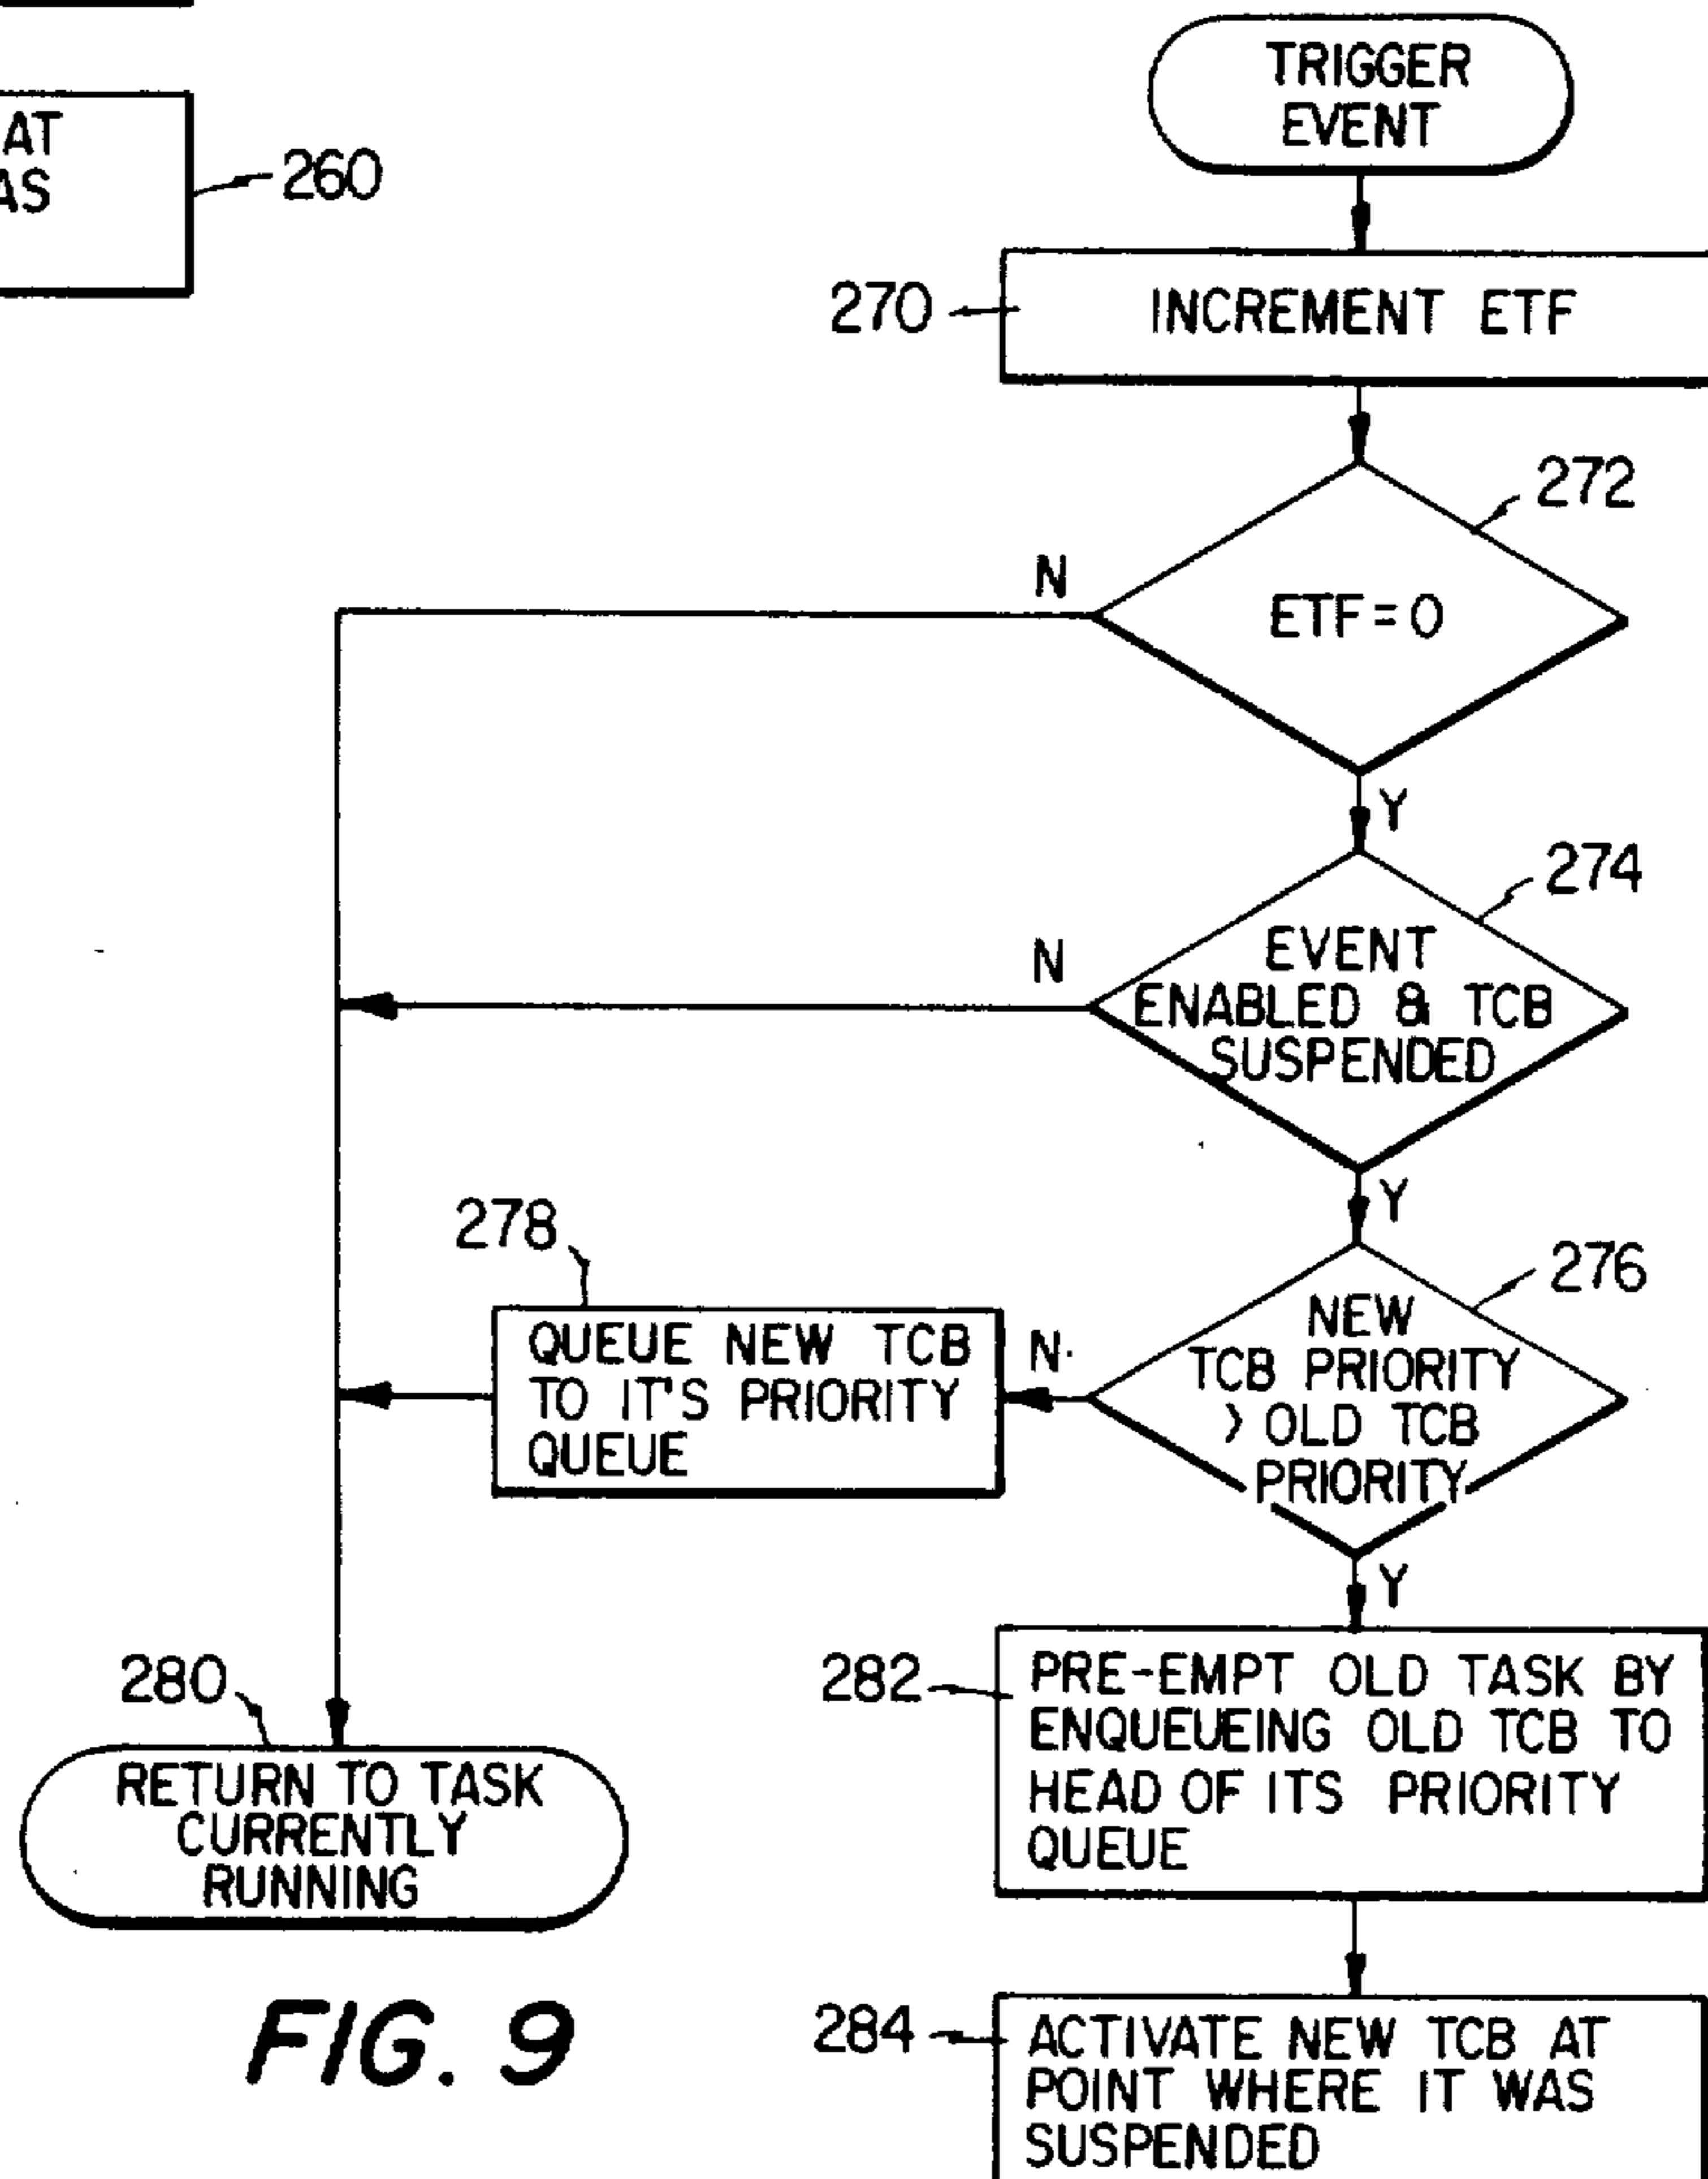 AT
AS
260
TRIGGER
EVENT
270
INCREMENT ETF
272
N
ETF=0
Y
274
N
EVENT
ENABLED & TCB
SUSPENDED
Y
276
278
NEW
TCB PRIORITY
> OLD TCB
PRIORITY
N
QUEUE NEW TCB
TO IT'S PRIORITY
QUEUE
Y
280
RETURN TO TASK
CURRENTLY
RUNNING
282
PRE-EMPT OLD TASK BY
ENQUEUEING OLD TCB TO
HEAD OF ITS PRIORITY
QUEUE
284
ACTIVATE NEW TCB AT
POINT WHERE IT WAS
SUSPENDED
FIG. 9